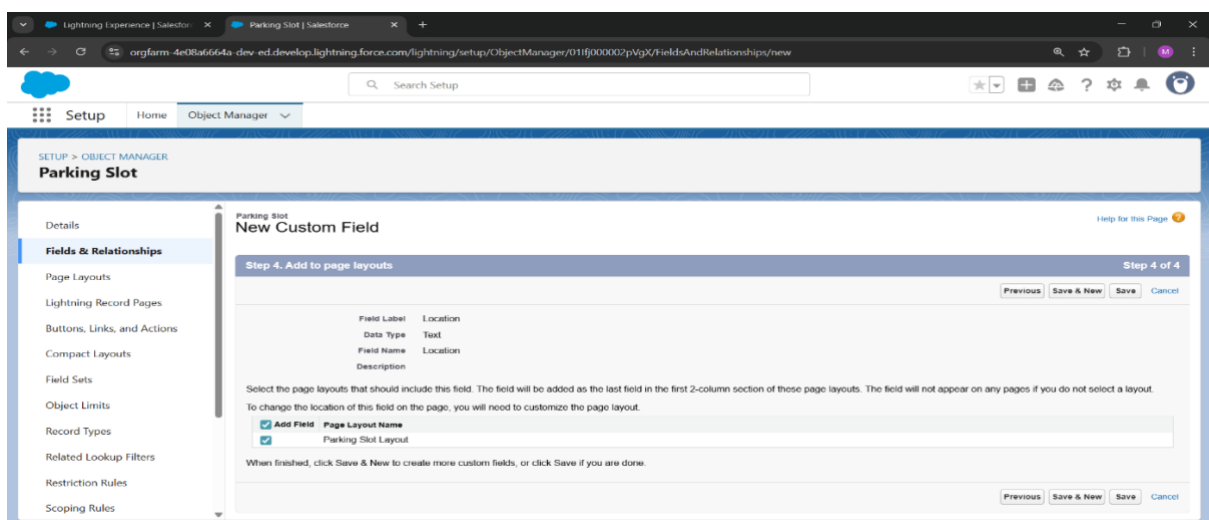 Lightning Experience | Salesfor
Parking Slot | Salesforce
orgfarm-4e08a6664a-dev-ed.develop.lightning.force.com/lightning/setup/ObjectManager/01Ifj000002pVgX/FieldsAndRelationships/new
M
Search Setup
Setup
Home
Object Manager
SETUP > OBJECT MANAGER
Parking Slot
Details
Fields & Relationships
Page Layouts
Lightning Record Pages
Buttons, Links, and Actions
Compact Layouts
Field Sets
Object Limits
Record Types
Related Lookup Filters
Restriction Rules
Scoping Rules
Parking Slot
New Custom Field
Help for this Page
Step 4. Add to page layouts
Step 4 of 4
Previous Save & New Save Cancel
Field Label Location
Data Type Text
Field Name Location
Description
Select the page layouts that should include this field. The field will be added as the last field in the first 2-column section of these page layouts. The field will not appear on any pages if you do not select a layout.
To change the location of this field on the page, you will need to customize the page layout.
Add Field Page Layout Name
Parking Slot Layout
When finished, click Save & New to create more custom fields, or click Save if you are done.
Previous Save & New Save Cancel